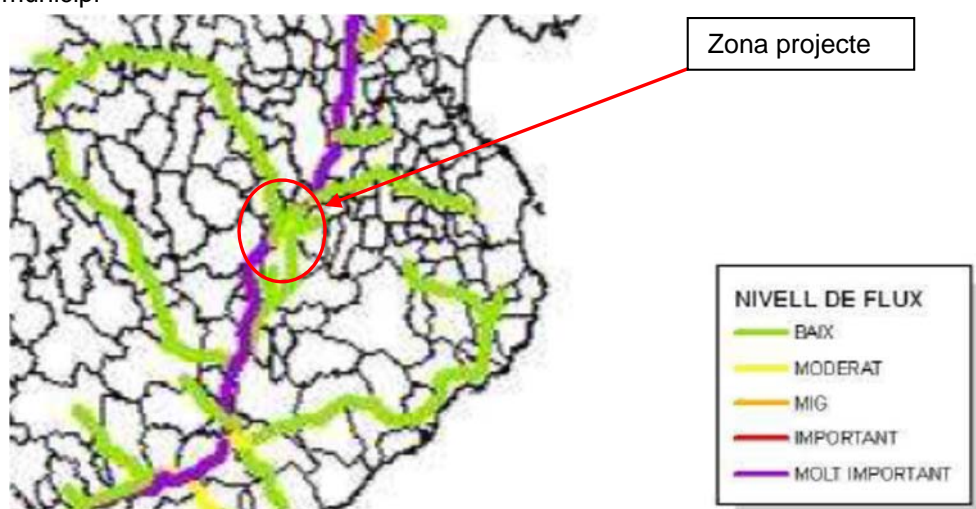 Zona projecte
NIVELL DE FLUX
BAIX
MODERAT
MIG
IMPORTANT
MOLT IMPORTANT